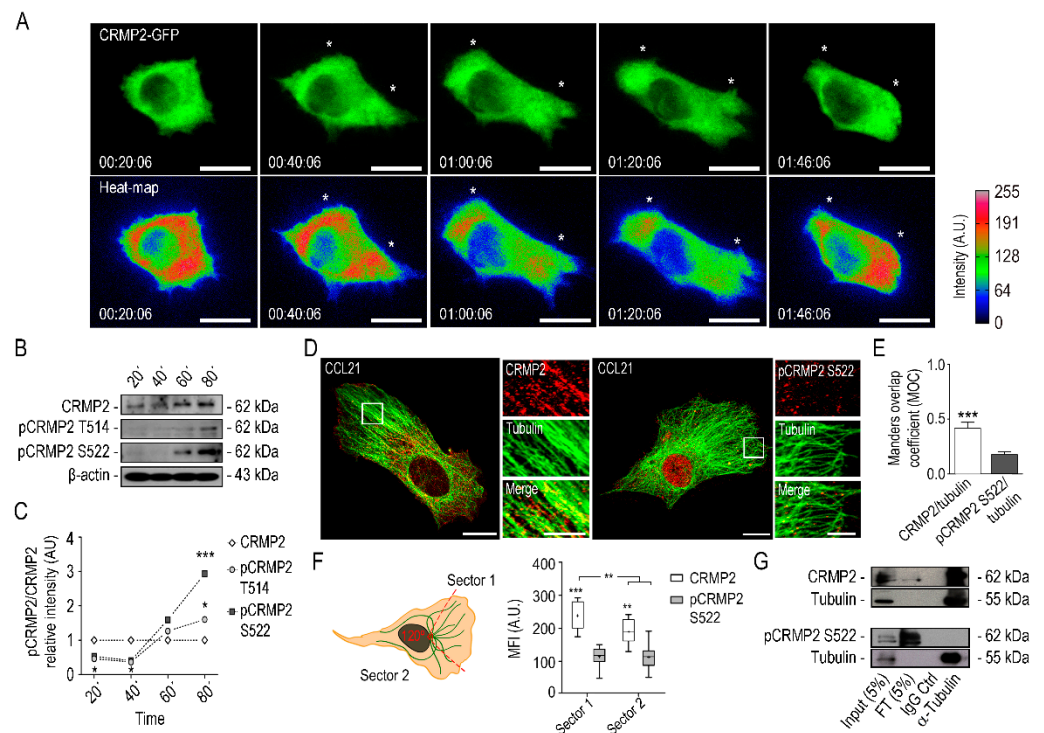 A
CRMP2-GFP
* * * * * * * *
00:20:06 00:40:06 01:00:06 01:20:06 01:46:06
Heat-map
* * * * * * * *
00:20:06 00:40:06 01:00:06 01:20:06 01:46:06
255
191
128
64
0
Intensity (A.U.)
B
20´ 40´ 60´ 80´
CRMP2 - - 62 kDa
pCRMP2 T514 - - 62 kDa
pCRMP2 S522 - - 62 kDa
β-actin - - 43 kDa
C
pCRMP2/CRMP2
relative intensity (AU)
4
3
2
1
0
***
*
* *
20´ 40´ 60´ 80´
Time
CRMP2
pCRMP2
T514
pCRMP2
S522
D
CCL21
CRMP2
Tubulin
Merge
CCL21
pCRMP2 S522
Tubulin
Merge
E
Manders overlap
coefficient (MOC)
1.0
0.5
0
***
CRMP2/tubulin
pCRMP2 S522/
tubulin
F
Sector 1
120°
Sector 2
MFI (A.U.)
400
300
200
100
0
**
***
**
Sector 1
Sector 2
CRMP2
pCRMP2
S522
G
CRMP2 - - 62 kDa
Tubulin - - 55 kDa
pCRMP2 S522 - - 62 kDa
Tubulin - - 55 kDa
Input (5%)
FT (5%)
IgG Ctrl
α-Tubulin